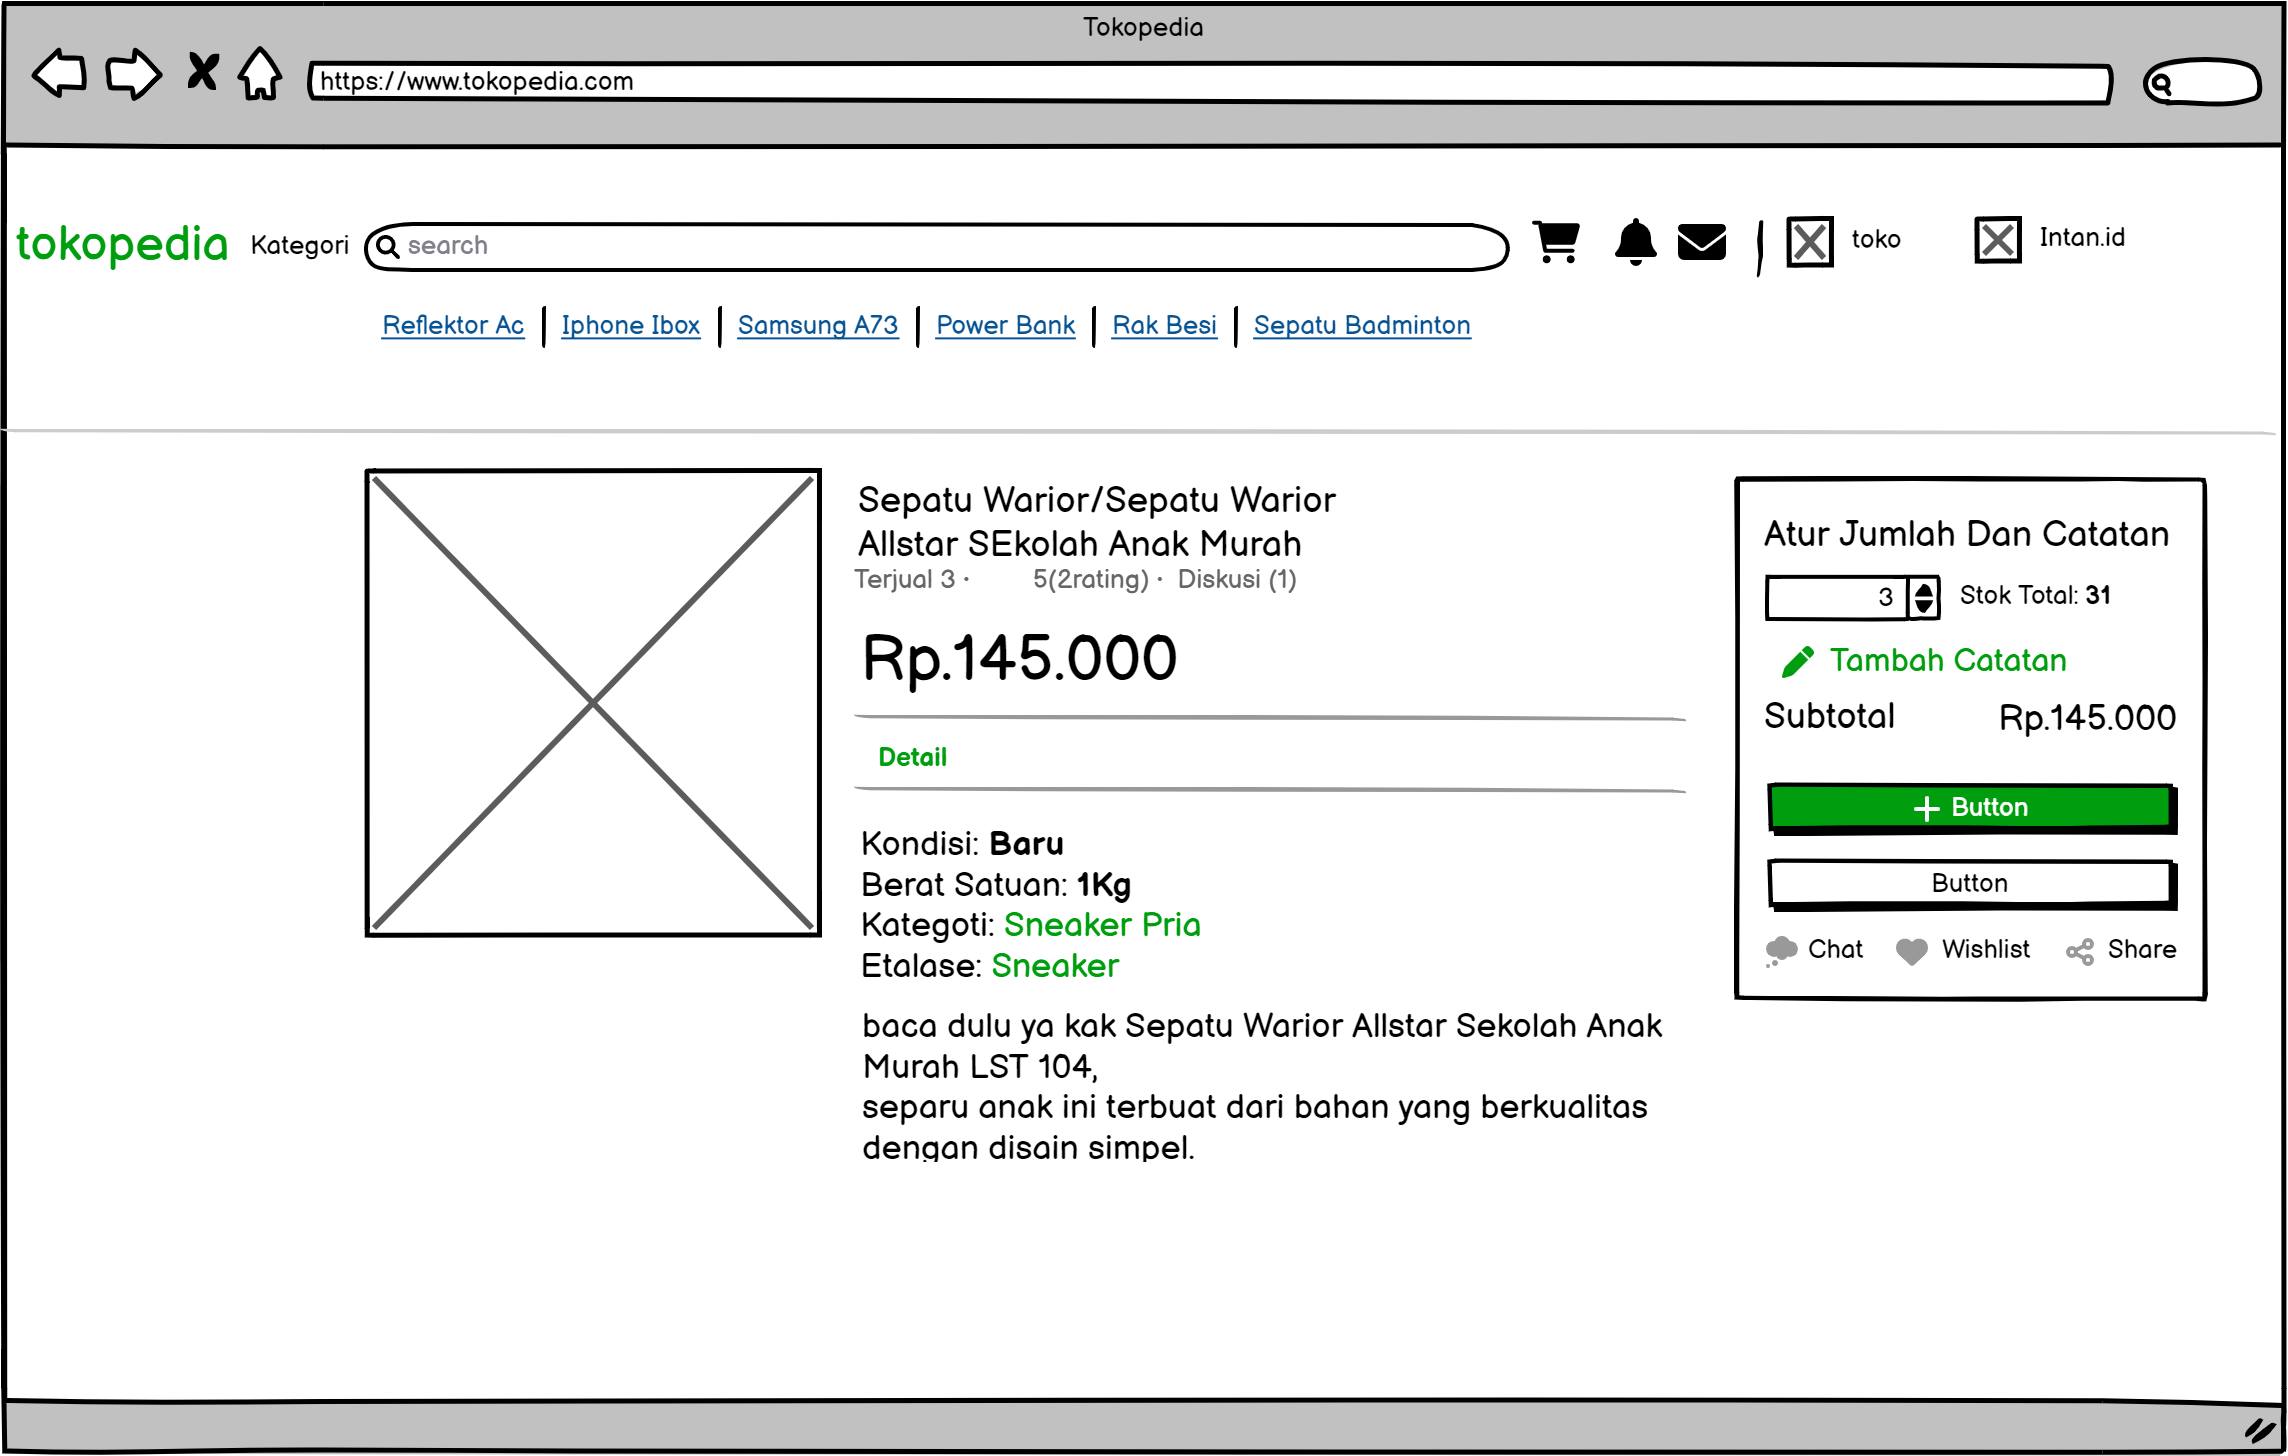 Tokopedia
https://www.tokopedia.com
tokopedia Kategori search toko Intan.id
Reflektor Ac Iphone Ibox Samsung A73 Power Bank Rak Besi Sepatu Badminton
Sepatu Warior/Sepatu Warior
Allstar SEkolah Anak Murah
Terjual 3 · 5(2rating) · Diskusi (1)
Rp.145.000
Detail
Kondisi: Baru
Berat Satuan: 1Kg
Kategoti: Sneaker Pria
Etalase: Sneaker
baca dulu ya kak Sepatu Warior Allstar Sekolah Anak
Murah LST 104,
separu anak ini terbuat dari bahan yang berkualitas
dengan disain simpel.
Atur Jumlah Dan Catatan
3 Stok Total: 31
Tambah Catatan
Subtotal Rp.145.000
Button
Button
Chat Wishlist Share